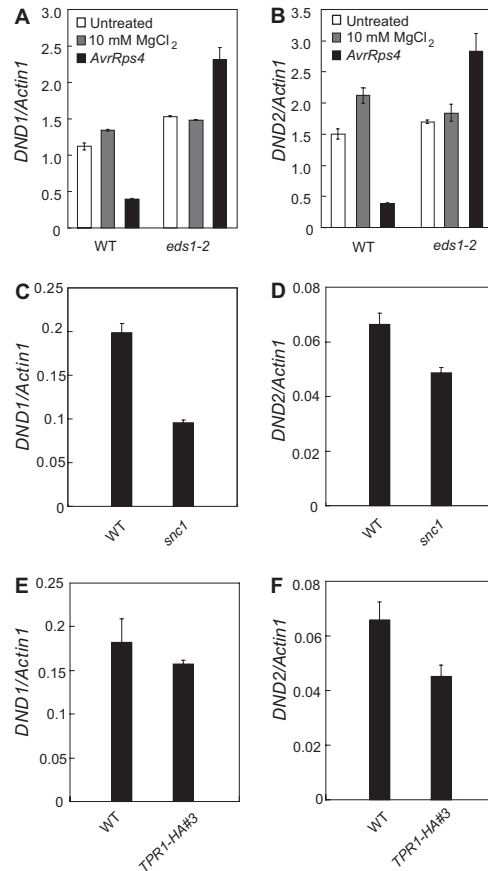 A
Untreated
10 mM MgCl2
AvrRps4
DND1/Actin1
3.0
2.5
2.0
1.5
1.0
0.5
0
WT
eds1-2
B
Untreated
10 mM MgCl2
AvrRps4
DND2/Actin1
3.0
2.5
2.0
1.5
1.0
0.5
0
WT
eds1-2
C
DND1/Actin1
0.25
0.2
0.15
0.1
0.05
0
WT
snc1
D
DND2/Actin1
0.08
0.06
0.04
0.02
0
WT
snc1
E
DND1/Actin1
0.25
0.2
0.15
0.1
0.05
0
WT
TPR1-HA#3
F
DND2/Actin1
0.08
0.06
0.04
0.02
0
WT
TPR1-HA#3